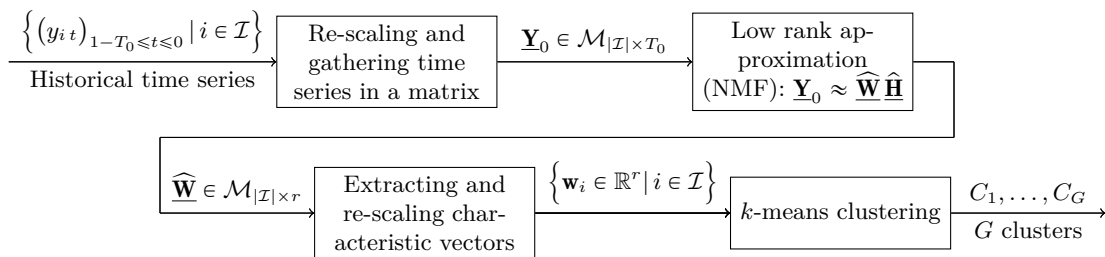 {(y_{i t})_{1−T_0⩽t⩽0} | i ∈ ℐ}
Historical time series
Re-scaling and
gathering time
series in a matrix
Y_0 ∈ ℳ_{|ℐ|×T_0}
Low rank ap-
proximation
(NMF): Y_0 ≈ Ŵ Ĥ
Ŵ ∈ ℳ_{|ℐ|×r}
Extracting and
re-scaling char-
acteristic vectors
{w_i ∈ ℝ^r | i ∈ ℐ}
k-means clustering
C_1, . . . , C_G
G clusters